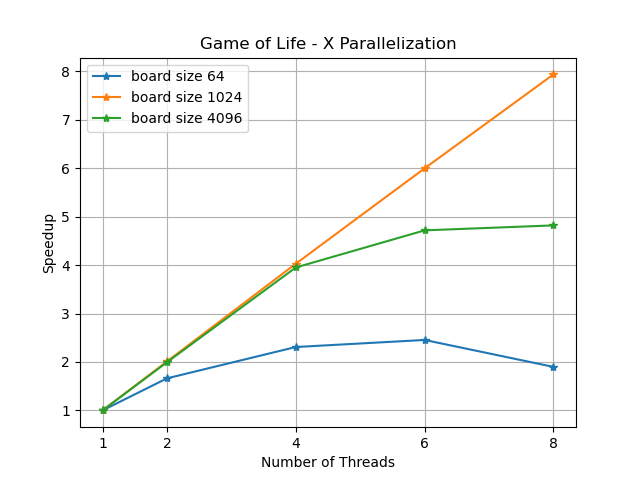 Game of Life - X Parallelization
board size 64
board size 1024
board size 4096
8
7
6
5
4
3
2
1
Speedup
1 2 4 6 8
Number of Threads